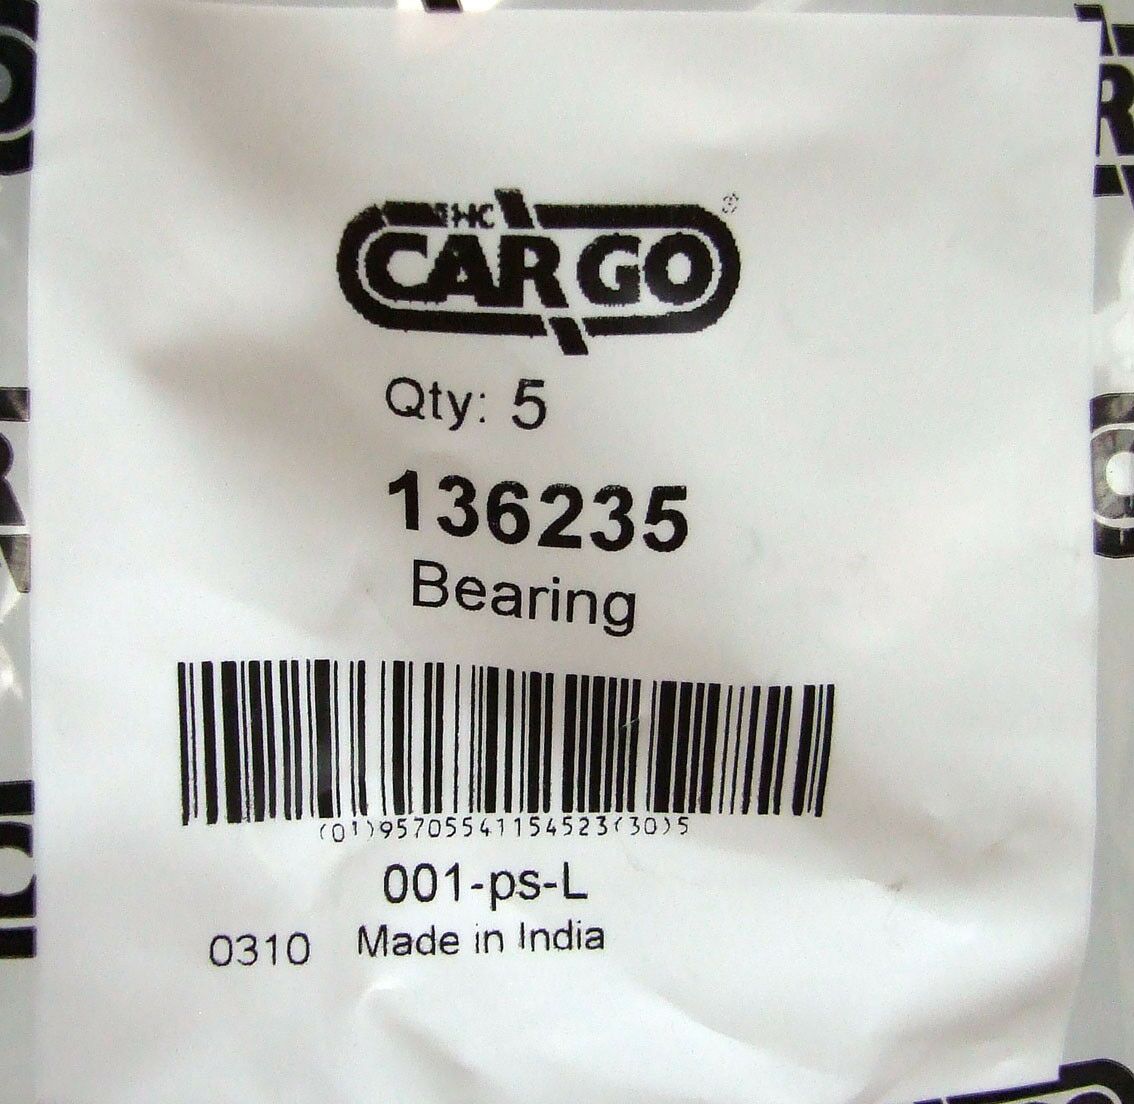 HC
CARGO
®
Qty: 5
136235
Bearing
(01)95705541154523(30)5
001-ps-L
0310 Made in India